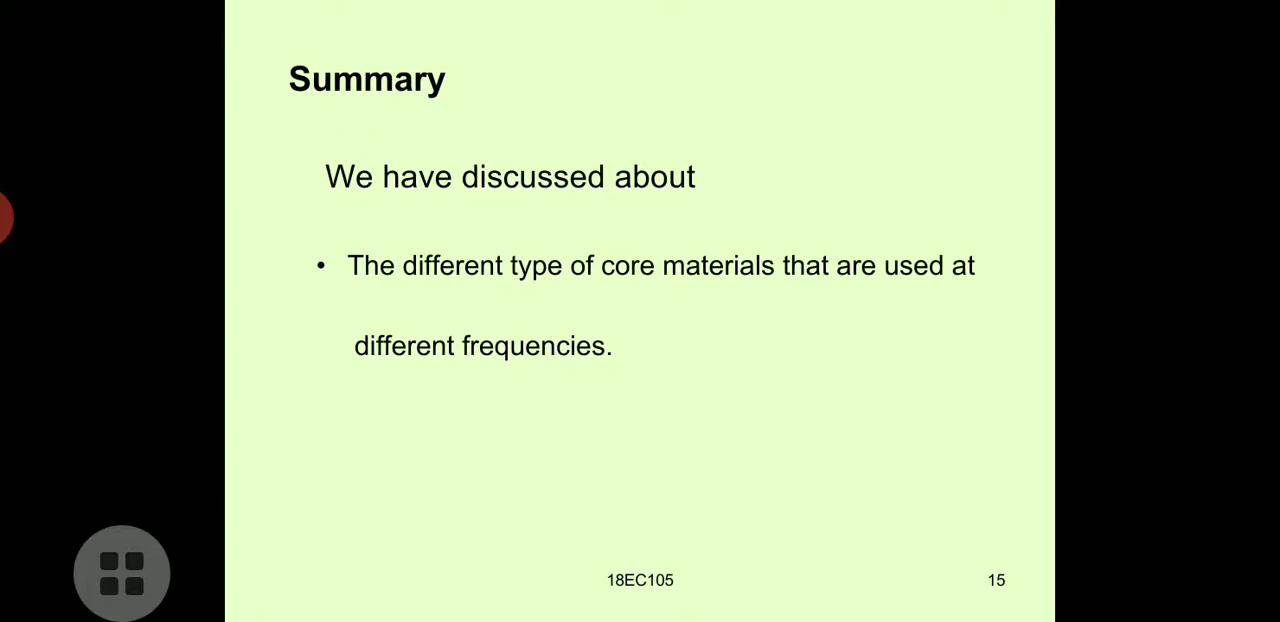 Summary
We have discussed about
• The different type of core materials that are used at
different frequencies.
18EC105
15